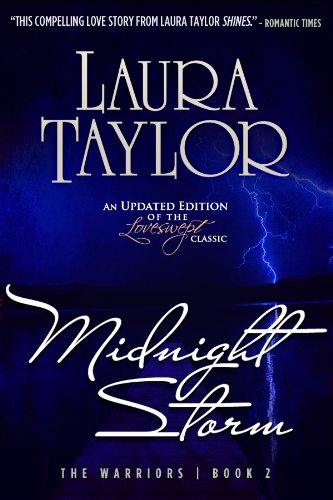 "THIS COMPELLING LOVE STORY FROM LAURA TAYLOR SHINES." - ROMANTIC TIMES
LAURA
TAYLOR
AN UPDATED EDITION
OF THE
Loveswept
CLASSIC
Midnight
Storm
THE WARRIORS | BOOK 2